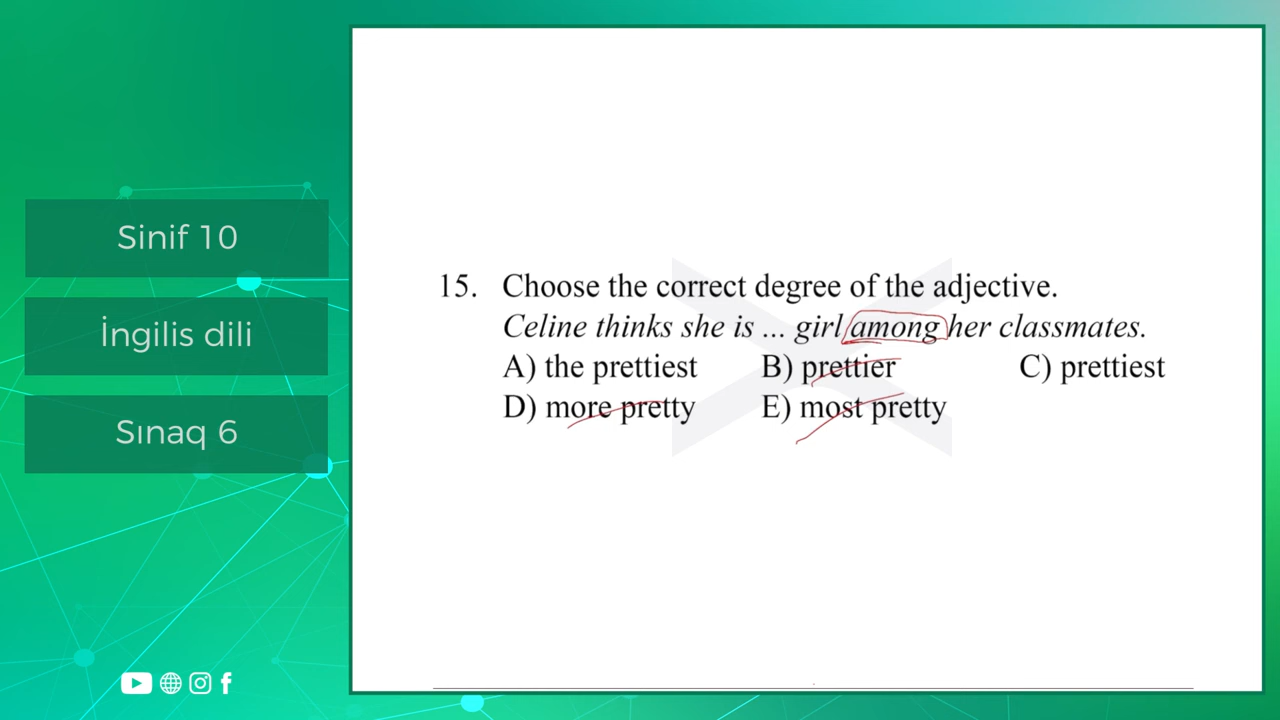 Sinif 10
İngilis dili
Sınaq 6
15. Choose the correct degree of the adjective.
Celine thinks she is ... girl among her classmates.
A) the prettiest B) prettier C) prettiest
D) more pretty E) most pretty